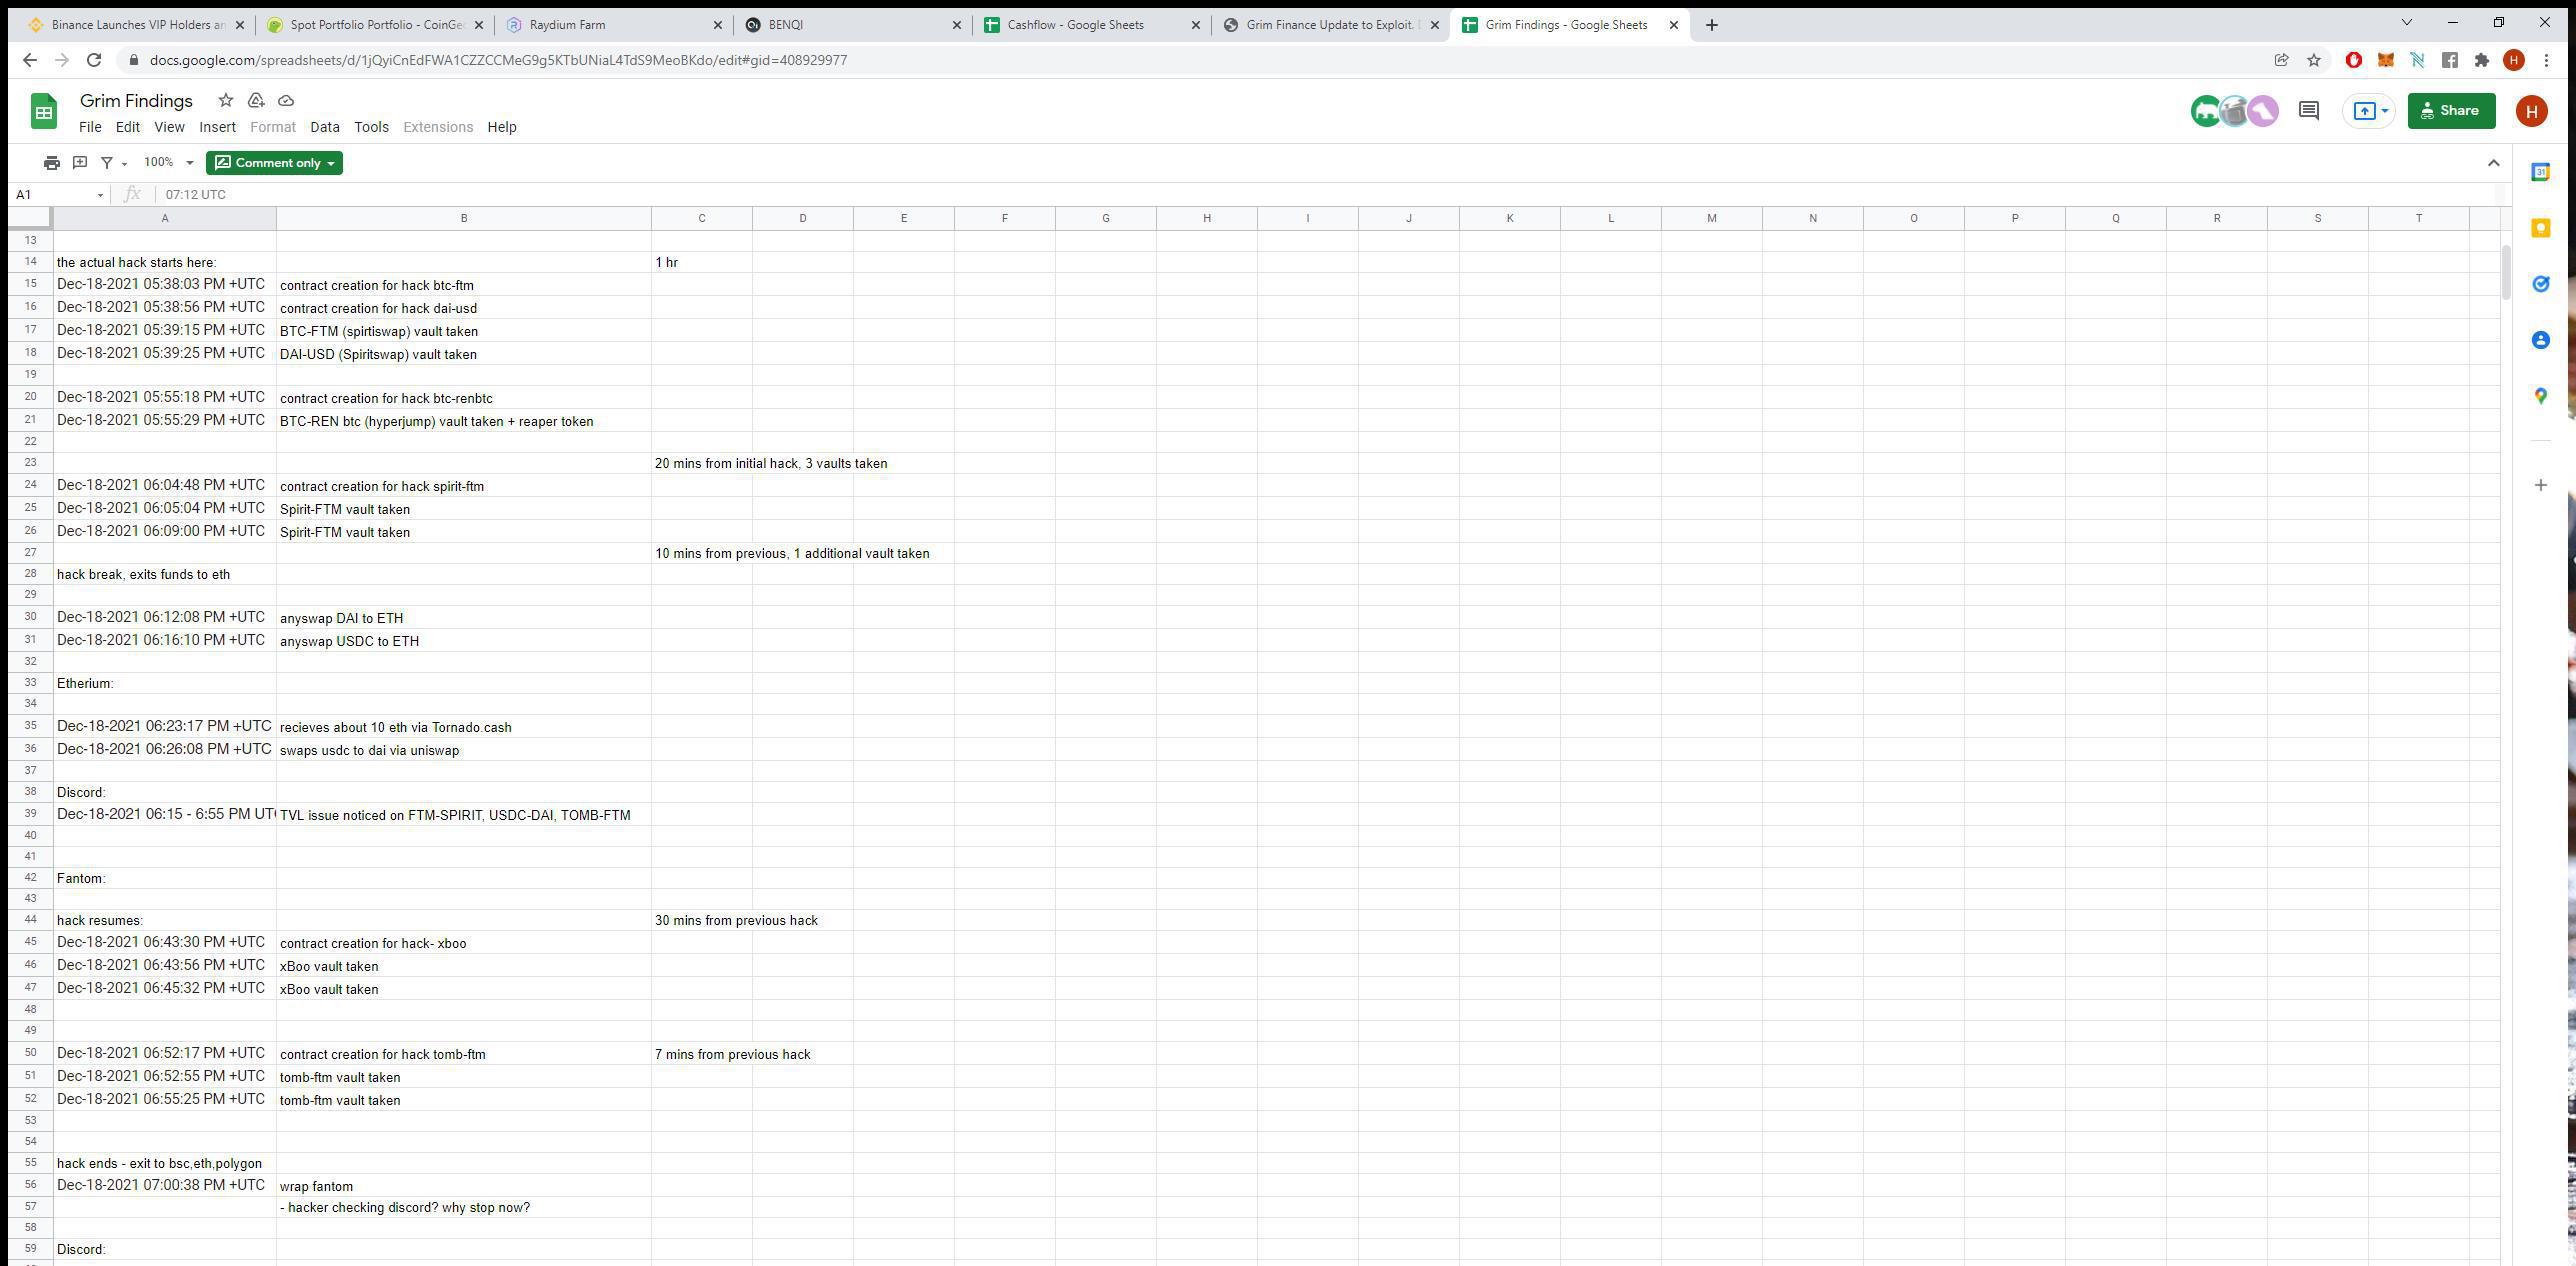 Binance Launches VIP Holders an
Spot Portfolio Portfolio - CoinGec
Raydium Farm
BENQI
Cashflow - Google Sheets
Grim Finance Update to Exploit.
Grim Findings - Google Sheets
docs.google.com/spreadsheets/d/1jQyiCnEdFWA1CZZCCMeG9g5KTbUNiaL4TdS9MeoBKdo/edit#gid=408929977
H
Grim Findings
File Edit View Insert Format Data Tools Extensions Help
Share
H
100%
Comment only
31
A1 fx 07:12 UTC
A B C D E F G H I J K L M N O P Q R S T
13
14 the actual hack starts here: 1 hr
15 Dec-18-2021 05:38:03 PM +UTC contract creation for hack btc-ftm
16 Dec-18-2021 05:38:56 PM +UTC contract creation for hack dai-usd
17 Dec-18-2021 05:39:15 PM +UTC BTC-FTM (spirtiswap) vault taken
18 Dec-18-2021 05:39:25 PM +UTC DAI-USD (Spiritswap) vault taken
19
20 Dec-18-2021 05:55:18 PM +UTC contract creation for hack btc-renbtc
21 Dec-18-2021 05:55:29 PM +UTC BTC-REN btc (hyperjump) vault taken + reaper token
22
23 20 mins from initial hack, 3 vaults taken
24 Dec-18-2021 06:04:48 PM +UTC contract creation for hack spirit-ftm
25 Dec-18-2021 06:05:04 PM +UTC Spirit-FTM vault taken
26 Dec-18-2021 06:09:00 PM +UTC Spirit-FTM vault taken
27 10 mins from previous, 1 additional vault taken
28 hack break, exits funds to eth
29
30 Dec-18-2021 06:12:08 PM +UTC anyswap DAI to ETH
31 Dec-18-2021 06:16:10 PM +UTC anyswap USDC to ETH
32
33 Etherium:
34
35 Dec-18-2021 06:23:17 PM +UTC recieves about 10 eth via Tornado.cash
36 Dec-18-2021 06:26:08 PM +UTC swaps usdc to dai via uniswap
37
38 Discord:
39 Dec-18-2021 06:15 - 6:55 PM UT TVL issue noticed on FTM-SPIRIT, USDC-DAI, TOMB-FTM
40
41
42 Fantom:
43
44 hack resumes: 30 mins from previous hack
45 Dec-18-2021 06:43:30 PM +UTC contract creation for hack- xboo
46 Dec-18-2021 06:43:56 PM +UTC xBoo vault taken
47 Dec-18-2021 06:45:32 PM +UTC xBoo vault taken
48
49
50 Dec-18-2021 06:52:17 PM +UTC contract creation for hack tomb-ftm 7 mins from previous hack
51 Dec-18-2021 06:52:55 PM +UTC tomb-ftm vault taken
52 Dec-18-2021 06:55:25 PM +UTC tomb-ftm vault taken
53
54
55 hack ends - exit to bsc,eth,polygon
56 Dec-18-2021 07:00:38 PM +UTC wrap fantom
57 - hacker checking discord? why stop now?
58
59 Discord: